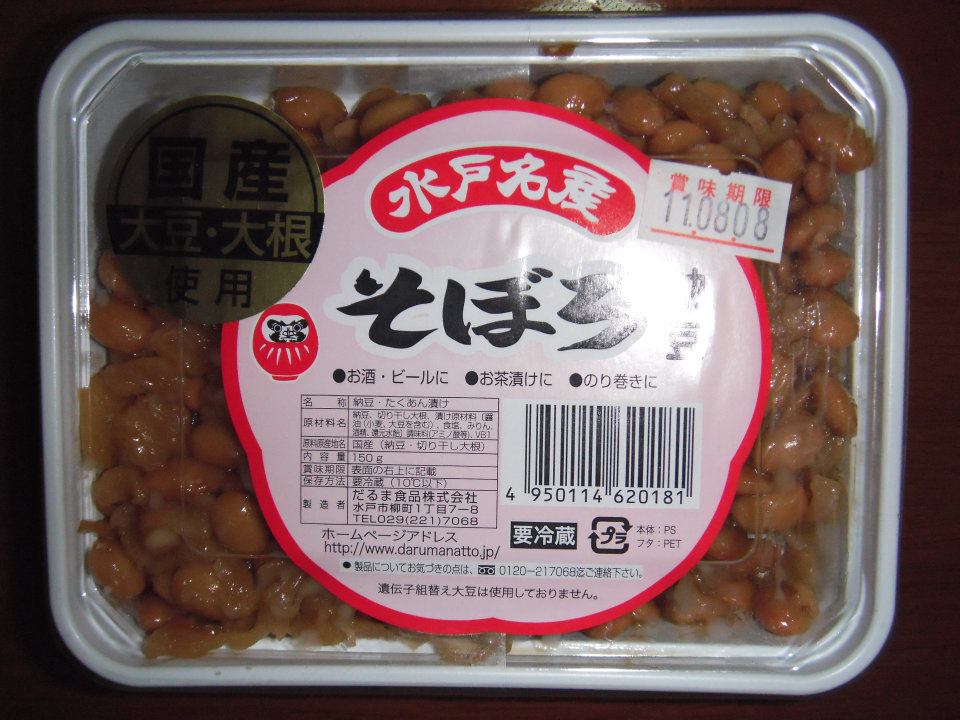 国産
大豆・大根
使用
水戸名産
賞味期限
11.08.08
そぼろ
納豆
●お酒・ビールに ●お茶漬けに ●のり巻きに
名称 納豆・たくあん漬け
原材料名 納豆、切り干し大根、漬け原材料〔醤
油(小麦、大豆を含む)、食塩、みりん、
酒精、還元水飴〕調味料(アミノ酸等)、VB1
原料原産地名 国産(納豆・切り干し大根)
内容量 150g
賞味期限 表面の右上に記載
保存方法 要冷蔵(10℃以下)
製造者 だるま食品株式会社
水戸市柳町1丁目7-8
TEL029(221)7068
4 950114 620181
ホームページアドレス
http://www.darumanatto.jp/
要冷蔵
プラ
本体:PS
フタ:PET
●製品についてお気づきの点は、0120-217068迄ご連絡下さい。
遺伝子組替え大豆は使用しておりません。